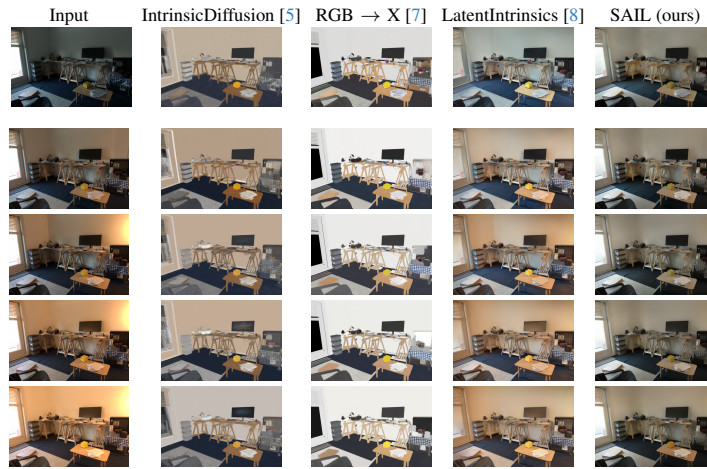 Input IntrinsicDiffusion [5] RGB → X [7] LatentIntrinsics [8] SAIL (ours)